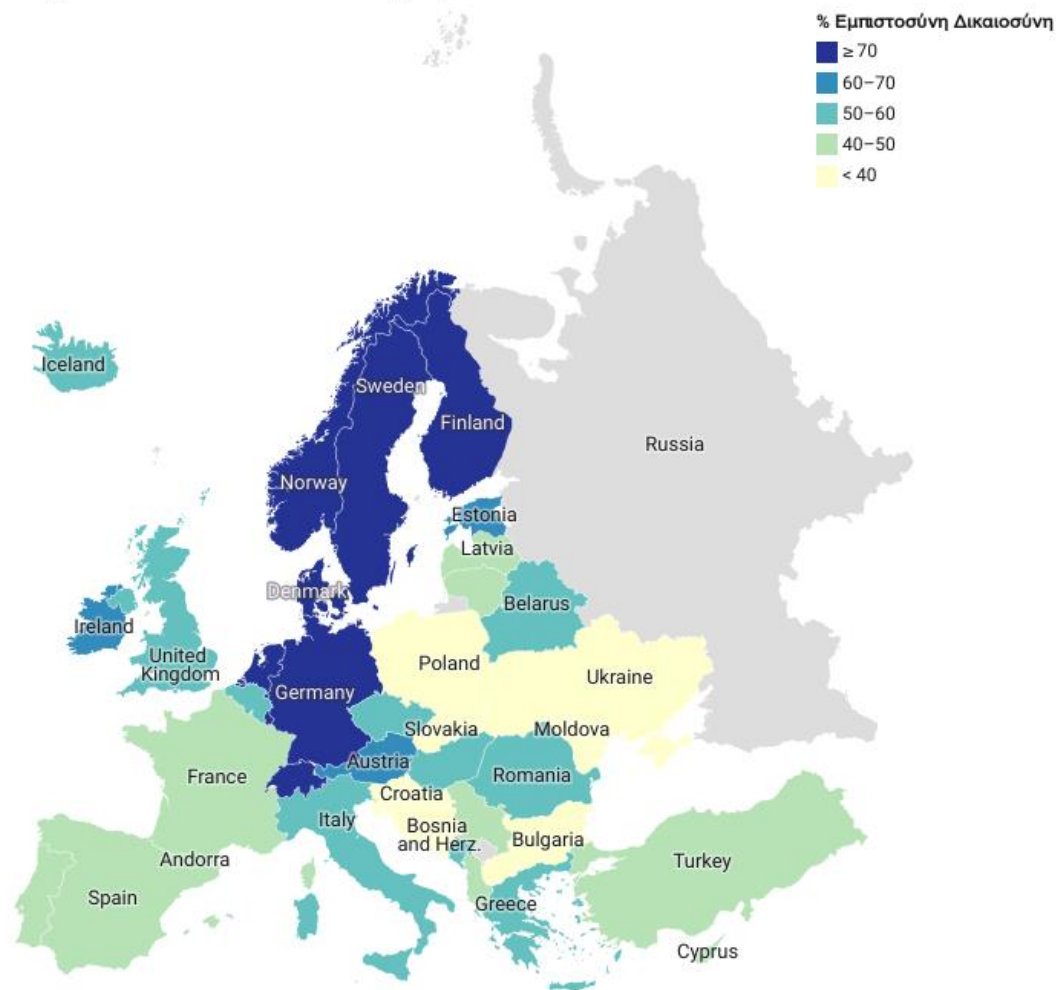 % Εμπιστοσύνη Δικαιοσύνη
≥ 70
60–70
50–60
40–50
< 40
Iceland
Sweden
Finland
Russia
Norway
Estonia
Latvia
Denmark
Belarus
Ireland
United
Kingdom
Poland
Ukraine
Germany
Slovakia
Moldova
Austria
France
Romania
Croatia
Italy
Bosnia
and Herz.
Bulgaria
Andorra
Turkey
Spain
Greece
Cyprus